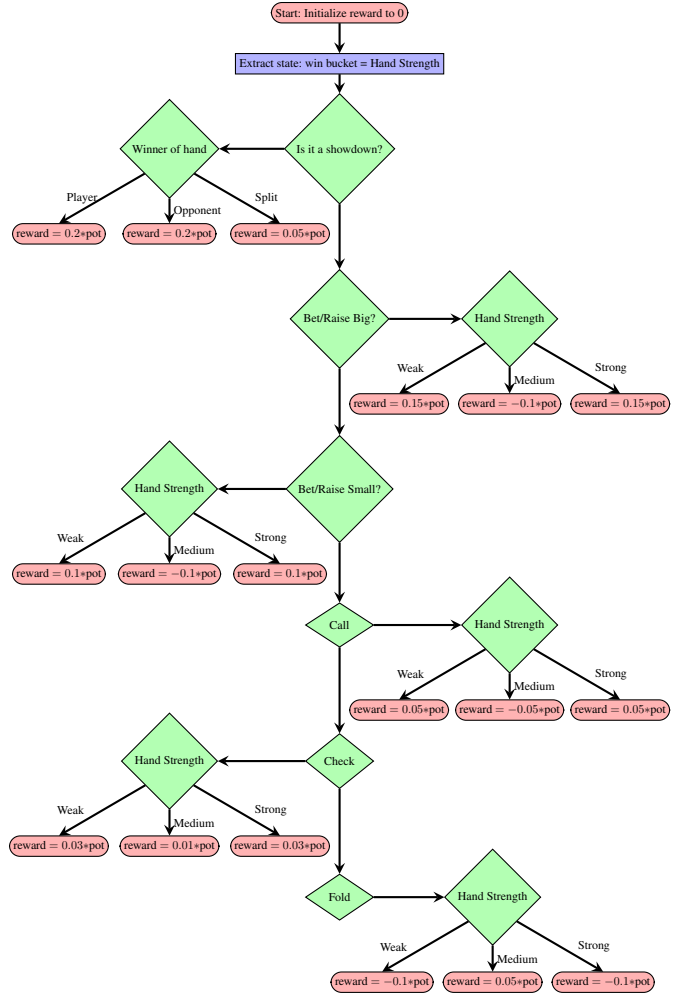 Start: Initialize reward to 0
Extract state: win bucket = Hand Strength
Winner of hand
Is it a showdown?
Player
Opponent
Split
reward = 0.2*pot
reward = 0.2*pot
reward = 0.05*pot
Bet/Raise Big?
Hand Strength
Weak
Medium
Strong
reward = 0.15*pot
reward = −0.1*pot
reward = 0.15*pot
Hand Strength
Bet/Raise Small?
Weak
Medium
Strong
reward = 0.1*pot
reward = −0.1*pot
reward = 0.1*pot
Call
Hand Strength
Weak
Medium
Strong
reward = 0.05*pot
reward = −0.05*pot
reward = 0.05*pot
Hand Strength
Check
Weak
Medium
Strong
reward = 0.03*pot
reward = 0.01*pot
reward = 0.03*pot
Fold
Hand Strength
Weak
Medium
Strong
reward = −0.1*pot
reward = 0.05*pot
reward = −0.1*pot